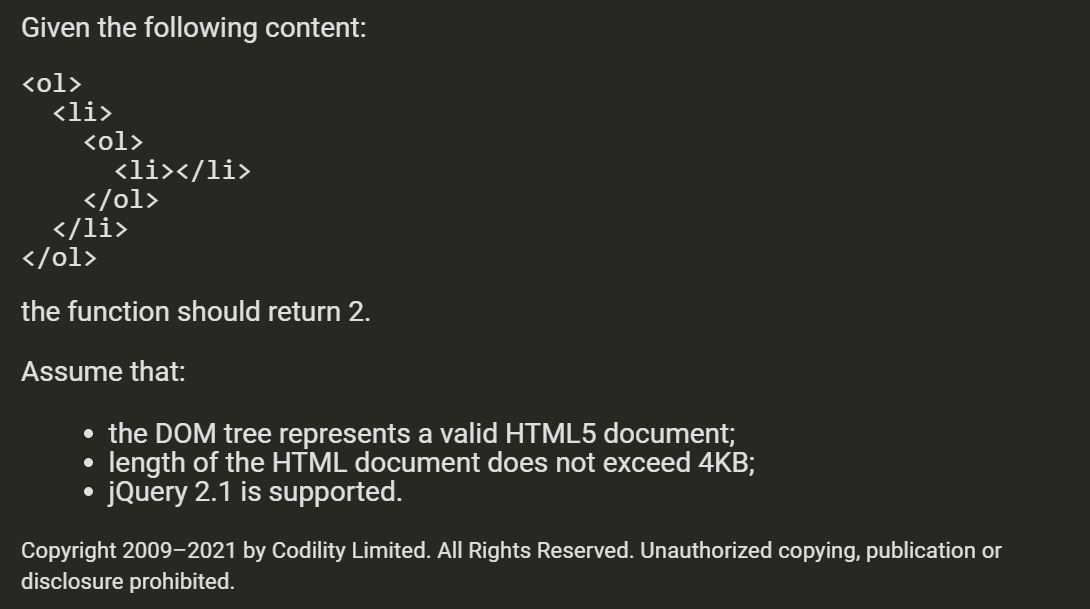 Given the following content:
<ol>
  <li>
    <ol>
      <li></li>
    </ol>
  </li>
</ol>
the function should return 2.
Assume that:
• the DOM tree represents a valid HTML5 document;
• length of the HTML document does not exceed 4KB;
• jQuery 2.1 is supported.
Copyright 2009–2021 by Codility Limited. All Rights Reserved. Unauthorized copying, publication or
disclosure prohibited.